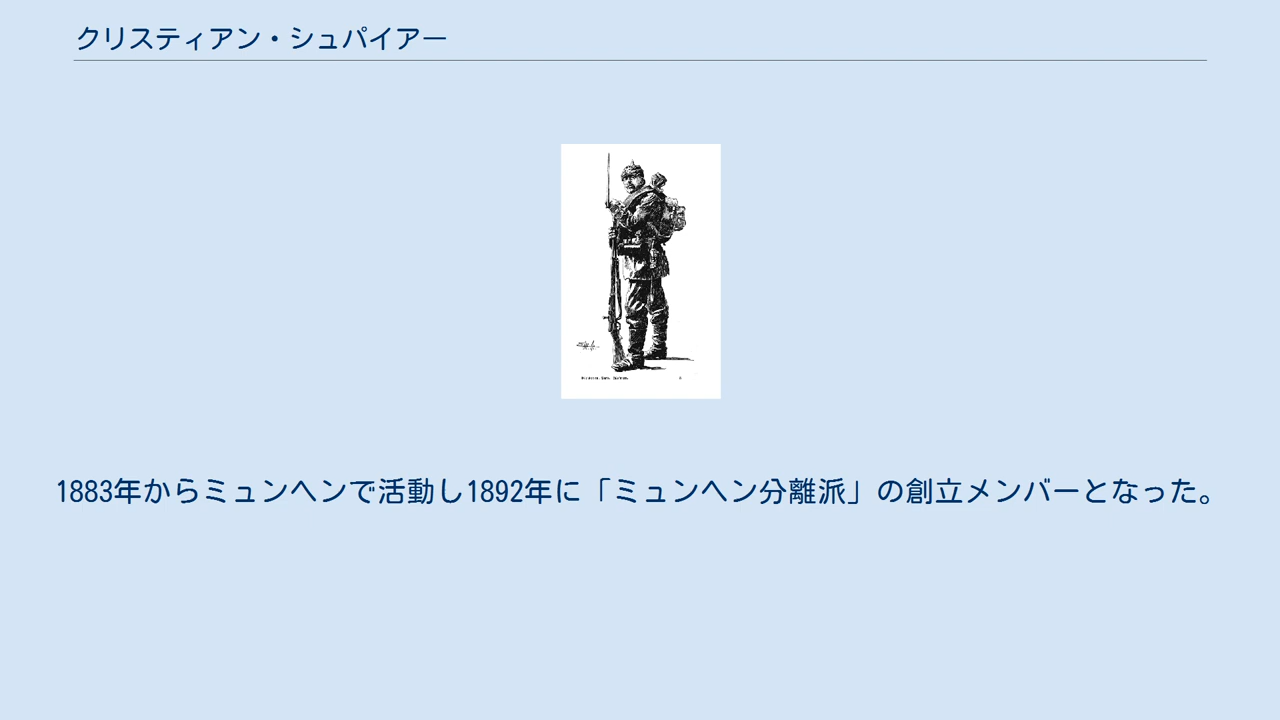 クリスティアン・シュパイアー
1883年からミュンヘンで活動し1892年に「ミュンヘン分離派」の創立メンバーとなった。